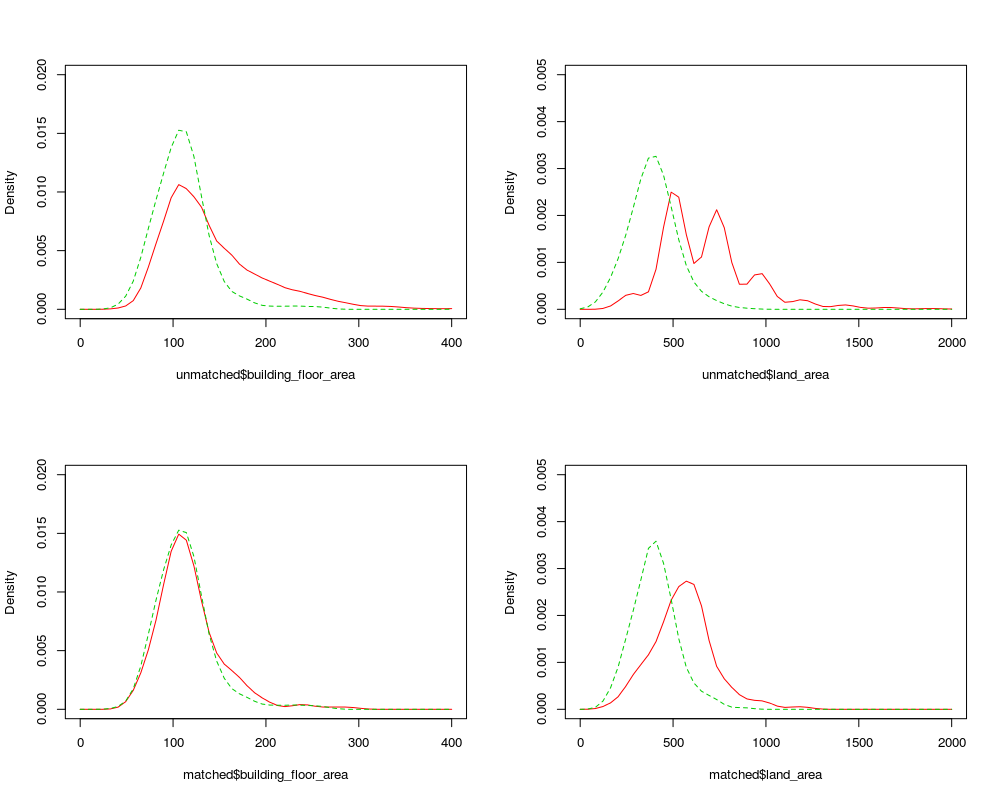 Density
0.000 0.005 0.010 0.015 0.020
0 100 200 300 400
unmatched$building_floor_area
Density
0.000 0.001 0.002 0.003 0.004 0.005
0 500 1000 1500 2000
unmatched$land_area
Density
0.000 0.005 0.010 0.015 0.020
0 100 200 300 400
matched$building_floor_area
Density
0.000 0.001 0.002 0.003 0.004 0.005
0 500 1000 1500 2000
matched$land_area